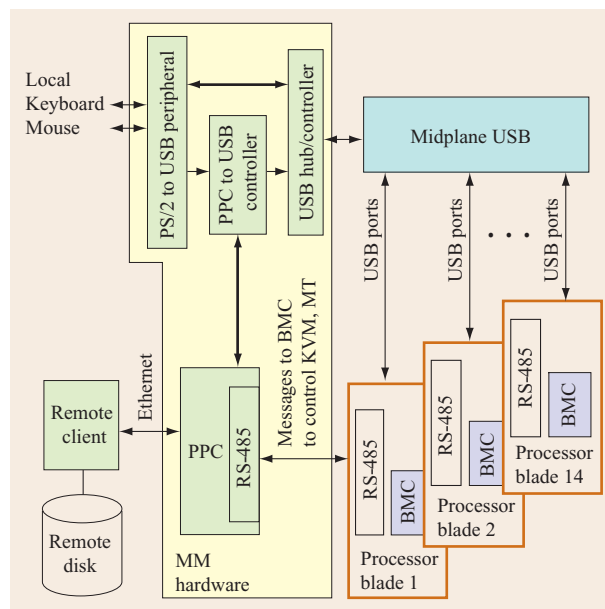 Local
Keyboard
Mouse
PS/2 to USB peripheral
PPC to USB
controller
USB hub/controller
Midplane USB
USB ports
USB ports
. . .
USB ports
Ethernet
Messages to BMC
to control KVM, MT
Remote
client
Remote
disk
PPC
RS-485
MM
hardware
RS-485
BMC
Processor
blade 1
RS-485
BMC
Processor
blade 2
RS-485
BMC
Processor
blade 14